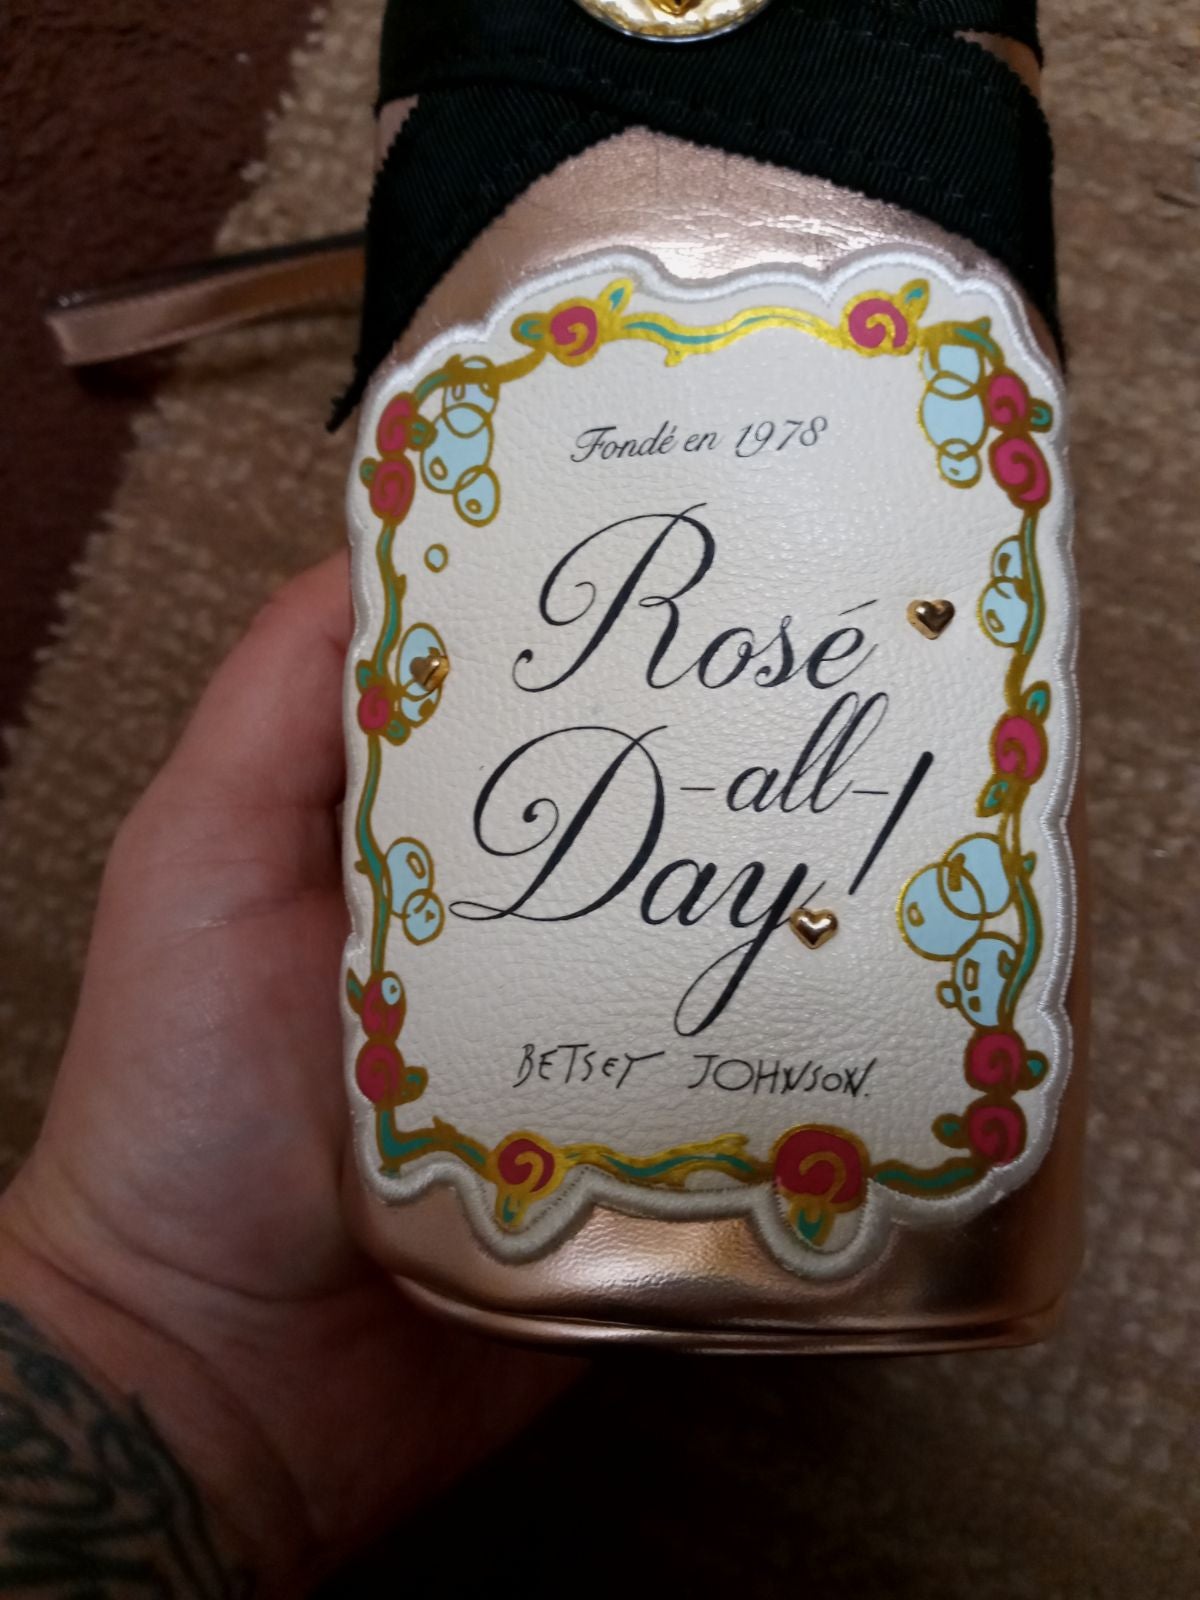 Fondé en 1978
Rosé
-all-
Day!
BETSEY JOHNSON.